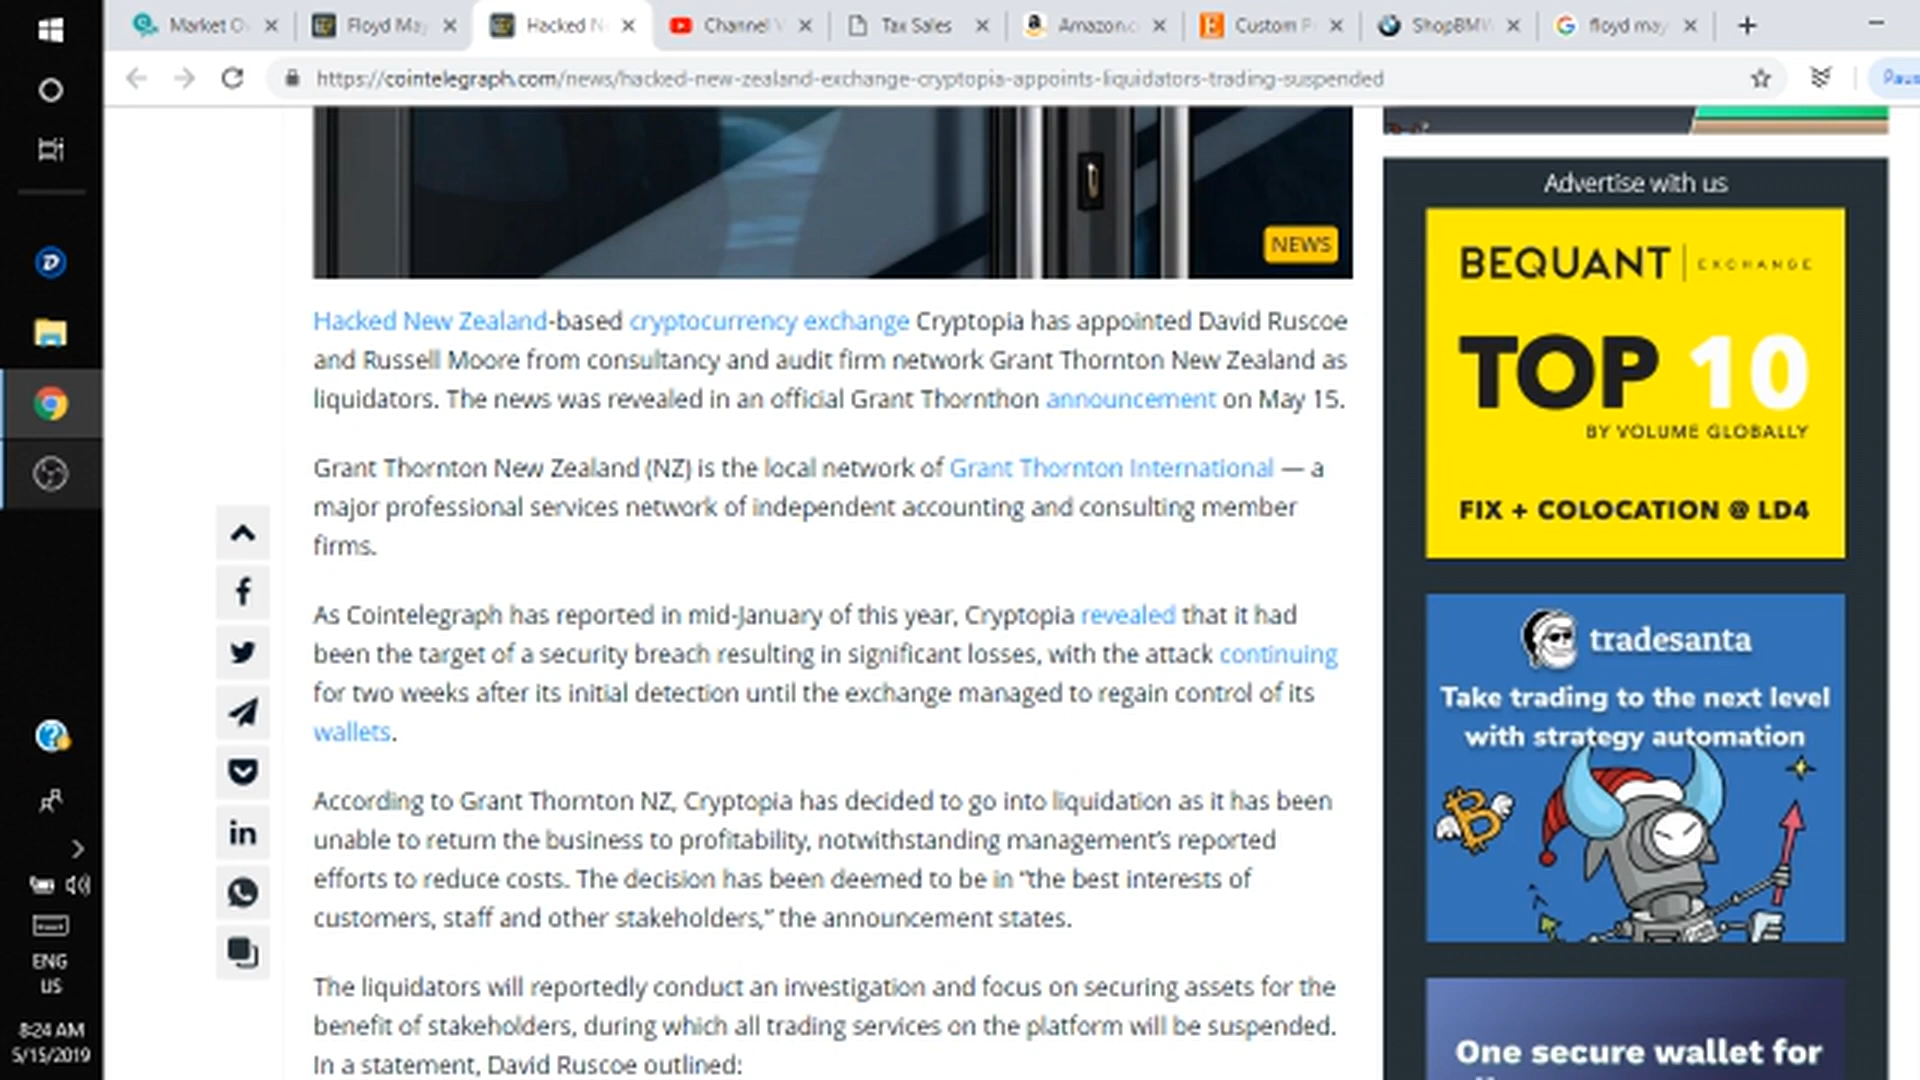 Market O
Floyd May
Hacked N
Channel
Tax Sales
Amazon.c
Custom P
ShopBMW
floyd may
https://cointelegraph.com/news/hacked-new-zealand-exchange-cryptopia-appoints-liquidators-trading-suspended
Paus
NEWS
Hacked New Zealand-based cryptocurrency exchange Cryptopia has appointed David Ruscoe
and Russell Moore from consultancy and audit firm network Grant Thornton New Zealand as
liquidators. The news was revealed in an official Grant Thornthon announcement on May 15.
Grant Thornton New Zealand (NZ) is the local network of Grant Thornton International — a
major professional services network of independent accounting and consulting member
firms.
As Cointelegraph has reported in mid-January of this year, Cryptopia revealed that it had
been the target of a security breach resulting in significant losses, with the attack continuing
for two weeks after its initial detection until the exchange managed to regain control of its
wallets.
According to Grant Thornton NZ, Cryptopia has decided to go into liquidation as it has been
unable to return the business to profitability, notwithstanding management's reported
efforts to reduce costs. The decision has been deemed to be in "the best interests of
customers, staff and other stakeholders," the announcement states.
The liquidators will reportedly conduct an investigation and focus on securing assets for the
benefit of stakeholders, during which all trading services on the platform will be suspended.
In a statement, David Ruscoe outlined:
Advertise with us
BEQUANT | EXCHANGE
TOP 10
BY VOLUME GLOBALLY
FIX + COLOCATION @ LD4
tradesanta
Take trading to the next level
with strategy automation
One secure wallet for
ENG
US
8:24 AM
5/15/2019